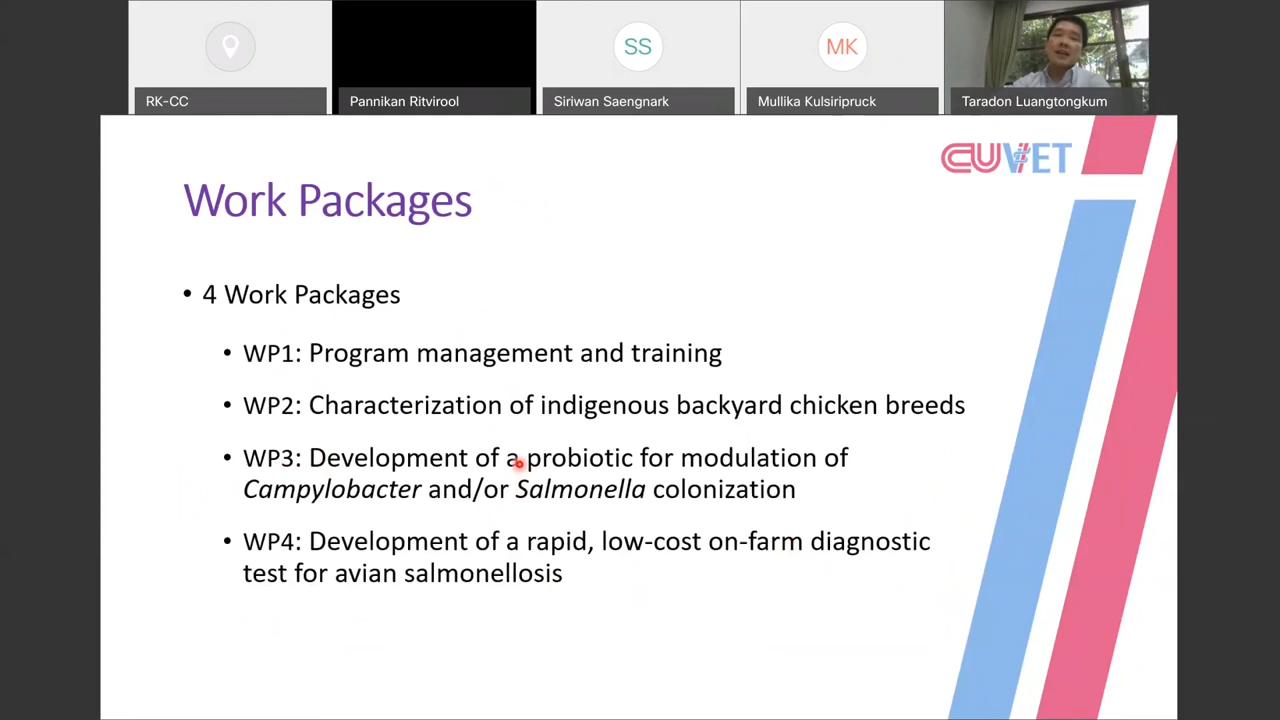 SS
MK
RK-CC
Pannikan Ritvirool
Siriwan Saengnark
Mullika Kulsiripruck
Taradon Luangtongkum
CUVET
Work Packages
• 4 Work Packages
• WP1: Program management and training
• WP2: Characterization of indigenous backyard chicken breeds
• WP3: Development of a probiotic for modulation of
Campylobacter and/or Salmonella colonization
• WP4: Development of a rapid, low-cost on-farm diagnostic
test for avian salmonellosis